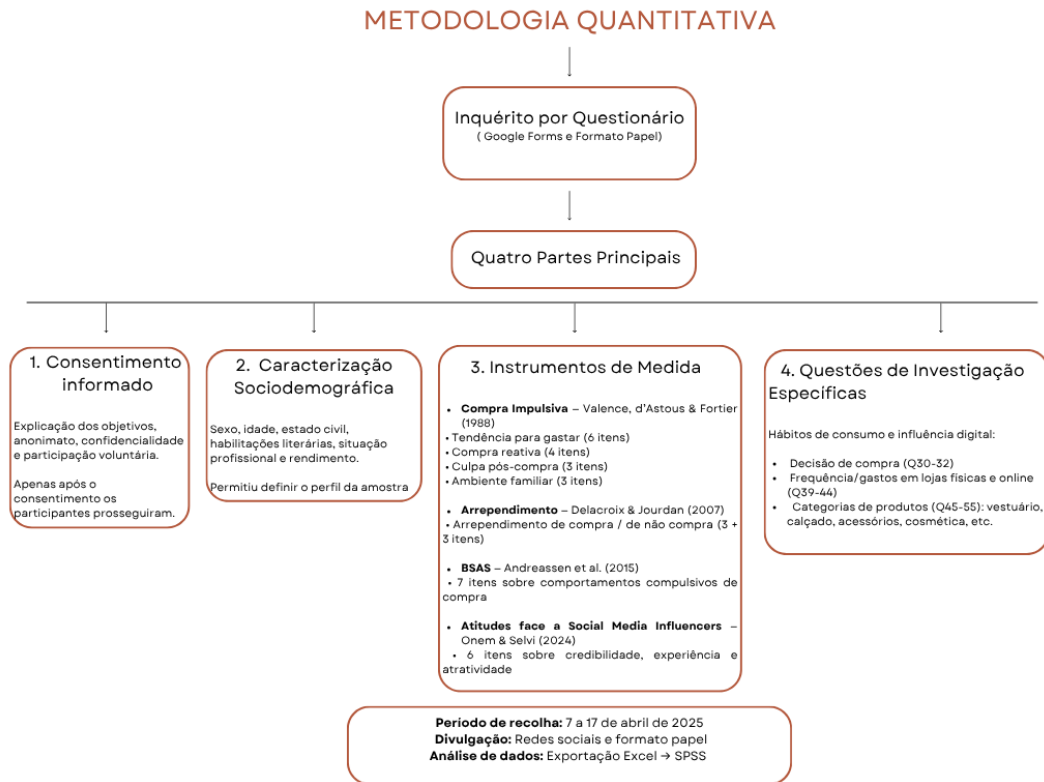 METODOLOGIA QUANTITATIVA
Inquérito por Questionário
( Google Forms e Formato Papel)
Quatro Partes Principais
1. Consentimento
informado
Explicação dos objetivos,
anonimato, confidencialidade
e participação voluntária.
Apenas após o
consentimento os
participantes prosseguiram.
2. Caracterização
Sociodemográfica
Sexo, idade, estado civil,
habilitações literárias, situação
profissional e rendimento.
Permitiu definir o perfil da amostra
3. Instrumentos de Medida
• Compra Impulsiva – Valence, d'Astous & Fortier
(1988)
• Tendência para gastar (6 itens)
• Compra reativa (4 itens)
• Culpa pós-compra (3 itens)
• Ambiente familiar (3 itens)
• Arrependimento – Delacroix & Jourdan (2007)
• Arrependimento de compra / de não compra (3 +
3 itens)
• BSAS – Andreassen et al. (2015)
• 7 itens sobre comportamentos compulsivos de
compra
• Atitudes face a Social Media Influencers –
Onem & Selvi (2024)
• 6 itens sobre credibilidade, experiência e
atratividade
4. Questões de Investigação
Específicas
Hábitos de consumo e influência digital:
• Decisão de compra (Q30-32)
• Frequência/gastos em lojas físicas e online
(Q39-44)
• Categorias de produtos (Q45-55): vestuário,
calçado, acessórios, cosmética, etc.
Período de recolha: 7 a 17 de abril de 2025
Divulgação: Redes sociais e formato papel
Análise de dados: Exportação Excel → SPSS